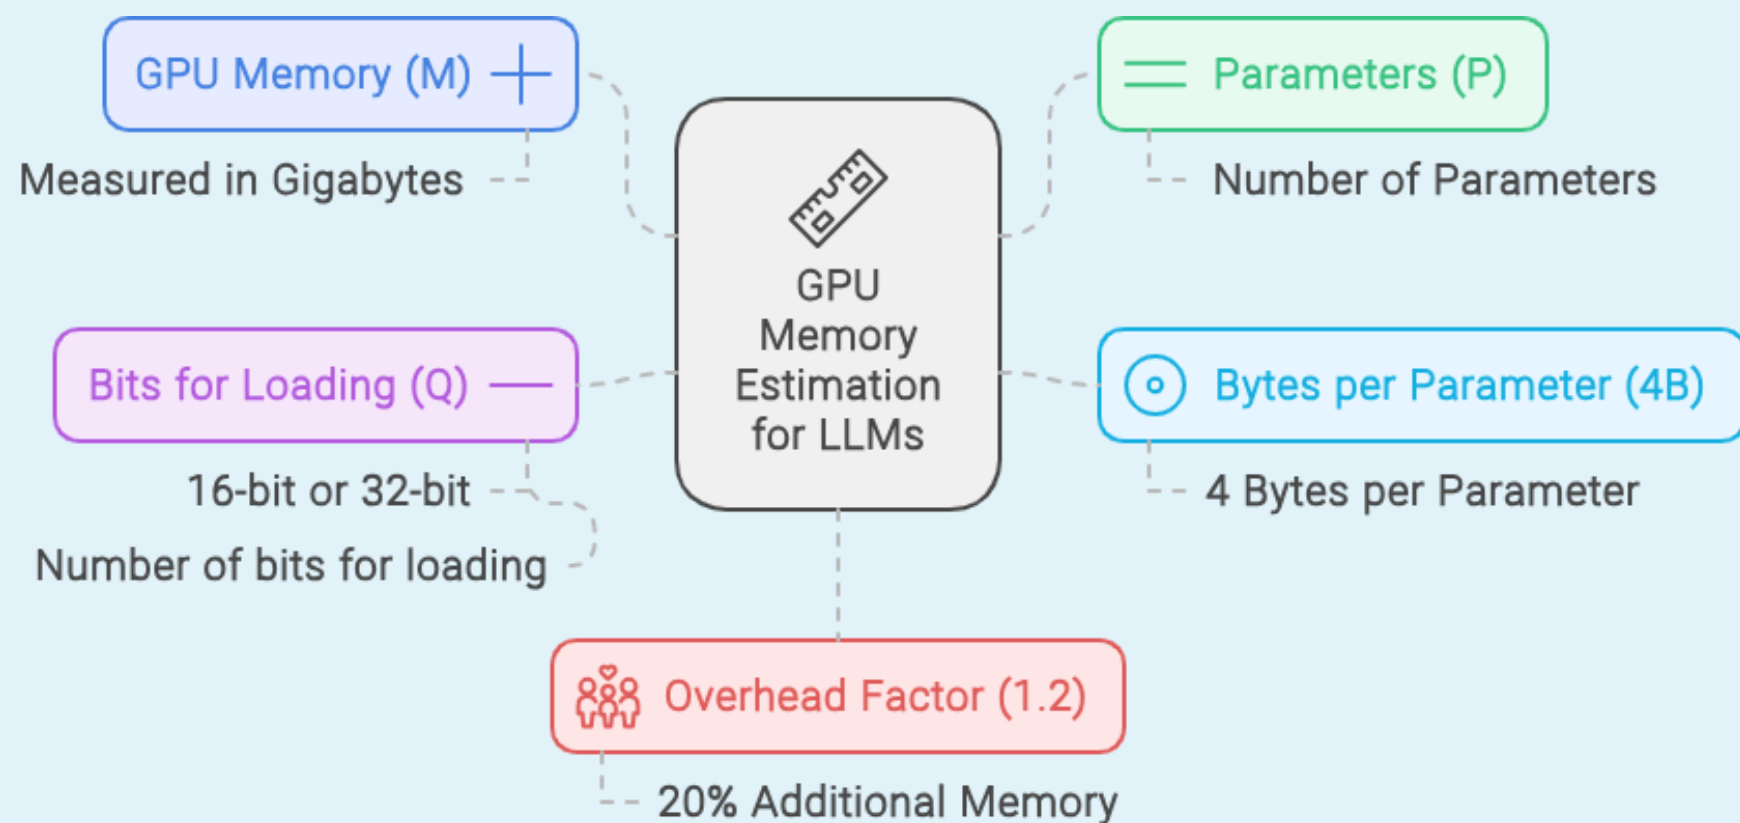 GPU Memory (M)
Measured in Gigabytes
Bits for Loading (Q)
16-bit or 32-bit
Number of bits for loading
GPU
Memory
Estimation
for LLMs
Parameters (P)
Number of Parameters
Bytes per Parameter (4B)
4 Bytes per Parameter
Overhead Factor (1.2)
20% Additional Memory